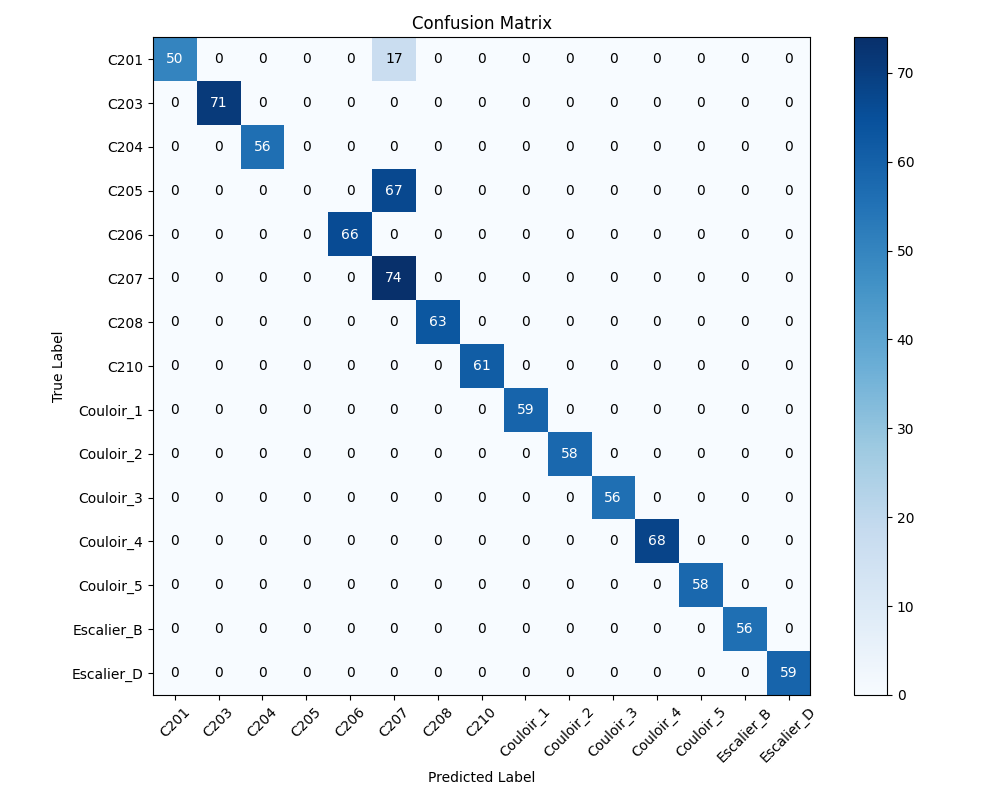 Confusion Matrix
C201 50 0 0 0 0 17 0 0 0 0 0 0 0 0 0
C203 0 71 0 0 0 0 0 0 0 0 0 0 0 0 0
C204 0 0 56 0 0 0 0 0 0 0 0 0 0 0 0
C205 0 0 0 0 0 67 0 0 0 0 0 0 0 0 0
C206 0 0 0 0 66 0 0 0 0 0 0 0 0 0 0
C207 0 0 0 0 0 74 0 0 0 0 0 0 0 0 0
C208 0 0 0 0 0 0 63 0 0 0 0 0 0 0 0
C210 0 0 0 0 0 0 0 61 0 0 0 0 0 0 0
Couloir_1 0 0 0 0 0 0 0 0 59 0 0 0 0 0 0
Couloir_2 0 0 0 0 0 0 0 0 0 58 0 0 0 0 0
Couloir_3 0 0 0 0 0 0 0 0 0 0 56 0 0 0 0
Couloir_4 0 0 0 0 0 0 0 0 0 0 0 68 0 0 0
Couloir_5 0 0 0 0 0 0 0 0 0 0 0 0 58 0 0
Escalier_B 0 0 0 0 0 0 0 0 0 0 0 0 0 56 0
Escalier_D 0 0 0 0 0 0 0 0 0 0 0 0 0 0 59
C201 C203 C204 C205 C206 C207 C208 C210 Couloir_1 Couloir_2 Couloir_3 Couloir_4 Couloir_5 Escalier_B Escalier_D
Predicted Label
True Label
70
60
50
40
30
20
10
0